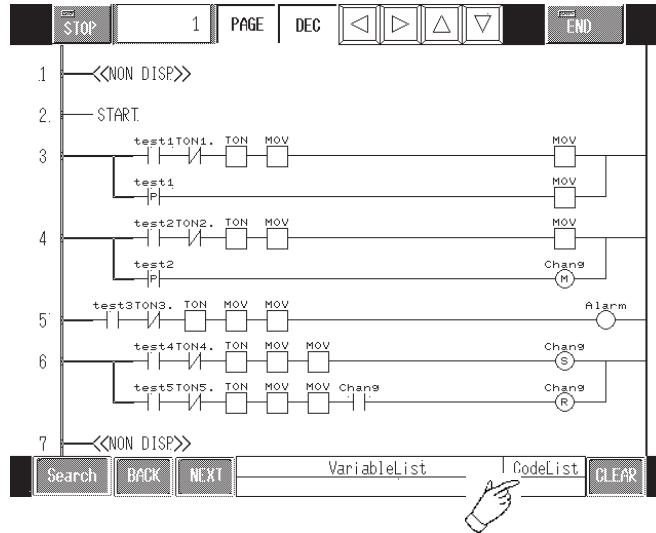 STOP 1 PAGE DEC END
1 <<NON DISP.>>
2. START.
test1TON1. TON MOV MOV
3
test1 MOV
P
test2TON2. TON MOV MOV
4
test2 Chang
P M
test3TON3. TON MOV MOV Alarm
5
test4TON4. TON MOV MOV Chang
6 S
test5TON5. TON MOV MOV Chang Chang
R
7 <<NON DISP.>>
Search BACK NEXT VariableList CodeList CLEAR